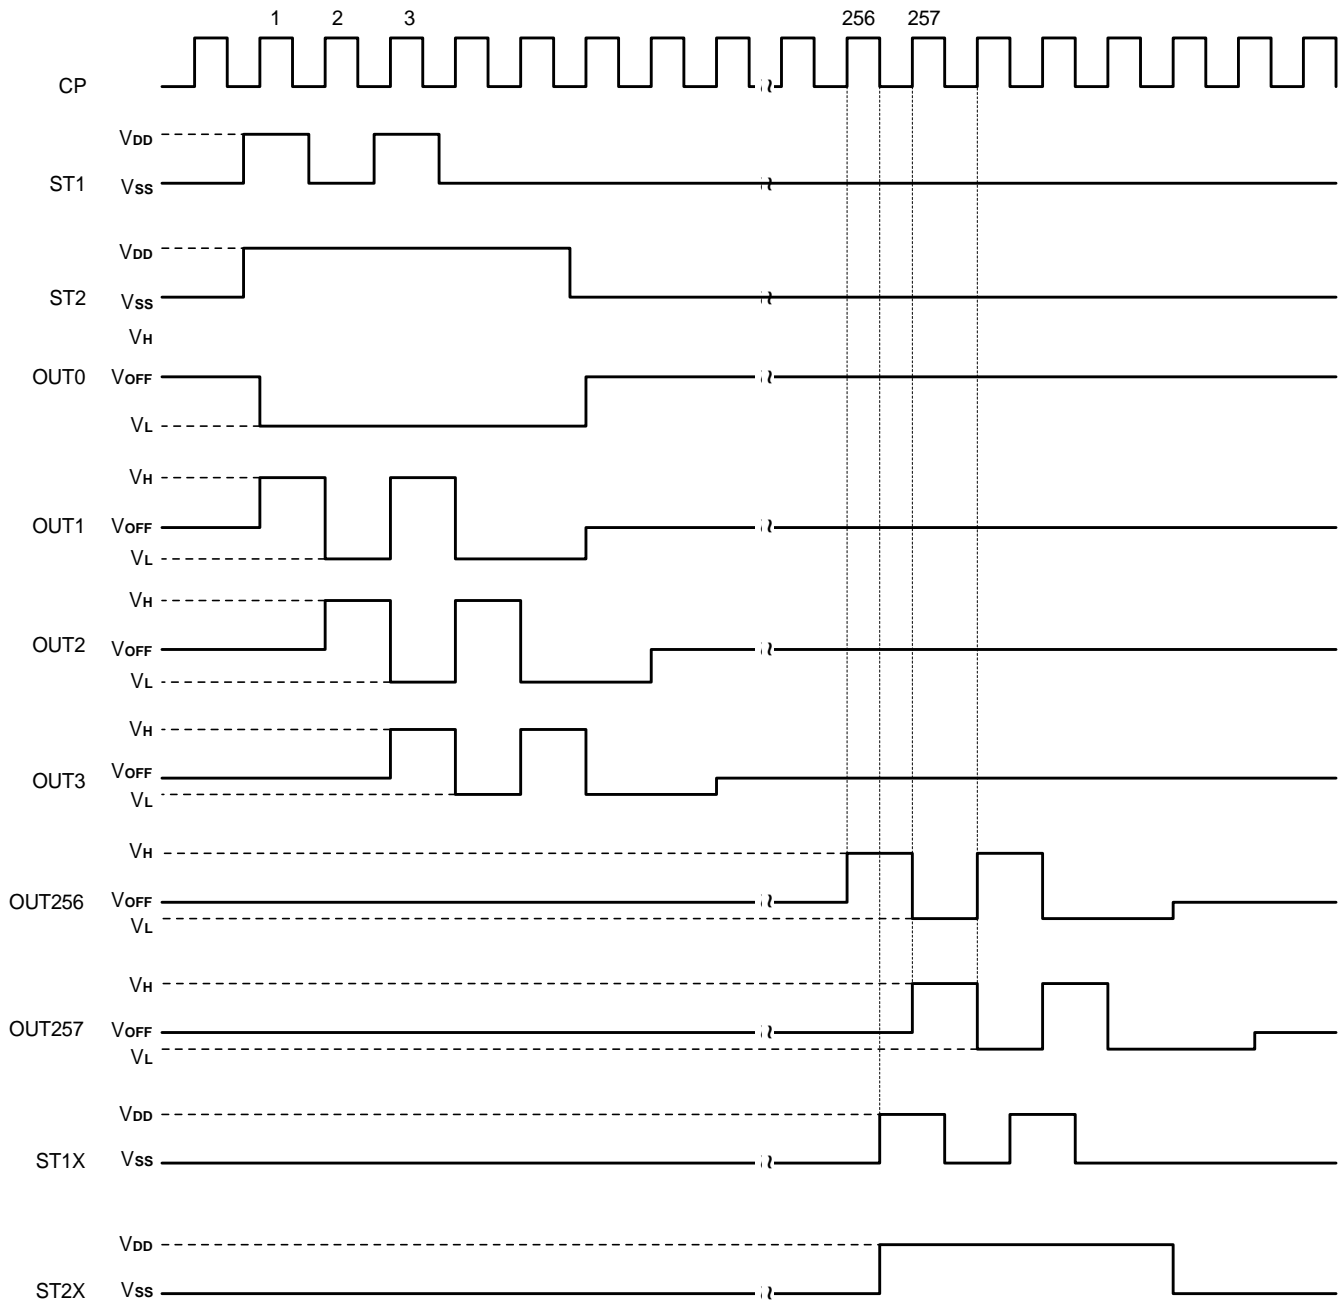 1 2 3 256 257
CP
VDD
ST1 VSS
VDD
ST2 VSS
VH
OUT0 VOFF
VL
VH
OUT1 VOFF
VL
VH
OUT2 VOFF
VL
VH
OUT3 VOFF
VL
VH
OUT256 VOFF
VL
VH
OUT257 VOFF
VL
VDD
ST1X VSS
VDD
ST2X VSS